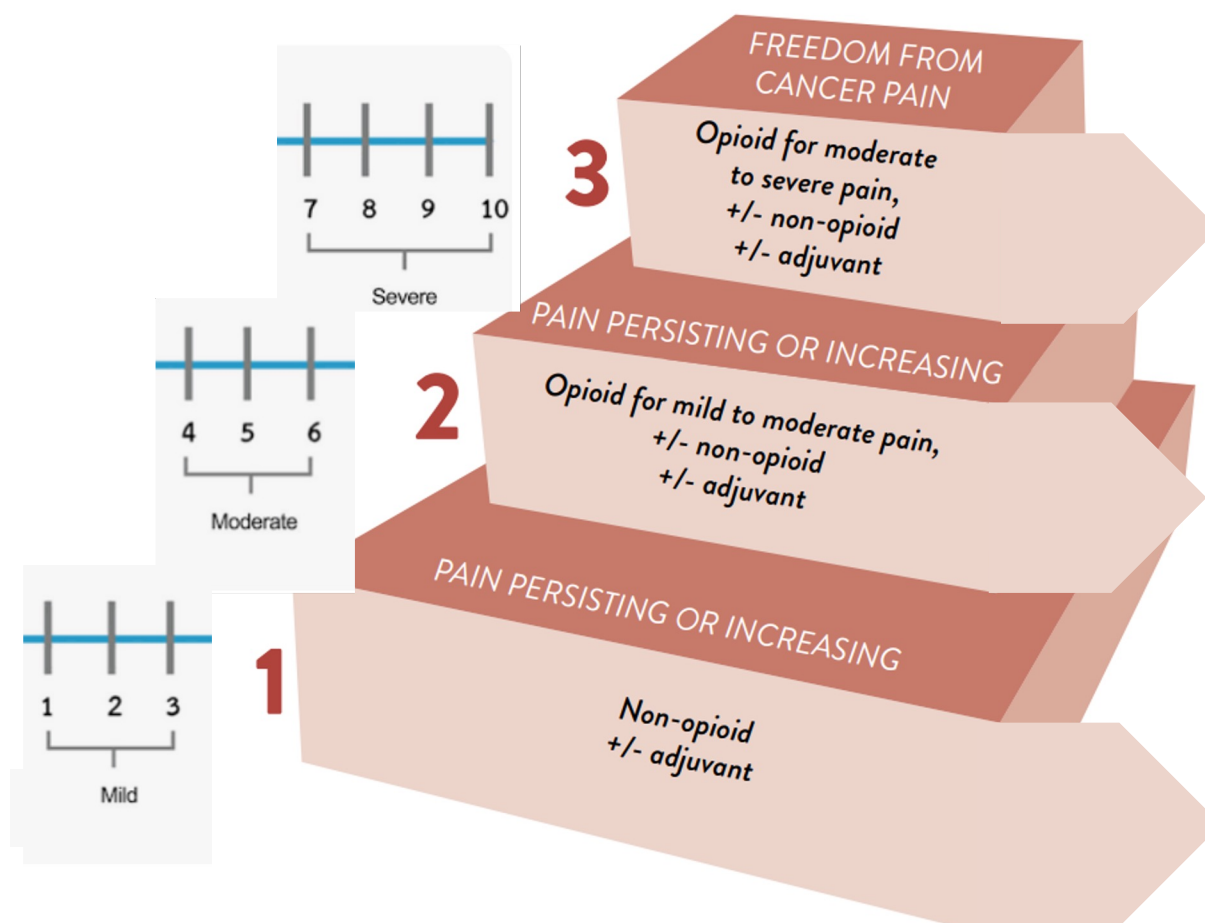 FREEDOM FROM
CANCER PAIN
3
Opioid for moderate
to severe pain,
+/- non-opioid
+/- adjuvant
7 8 9 10
Severe
PAIN PERSISTING OR INCREASING
2
Opioid for mild to moderate pain,
+/- non-opioid
+/- adjuvant
4 5 6
Moderate
PAIN PERSISTING OR INCREASING
1
Non-opioid
+/- adjuvant
1 2 3
Mild